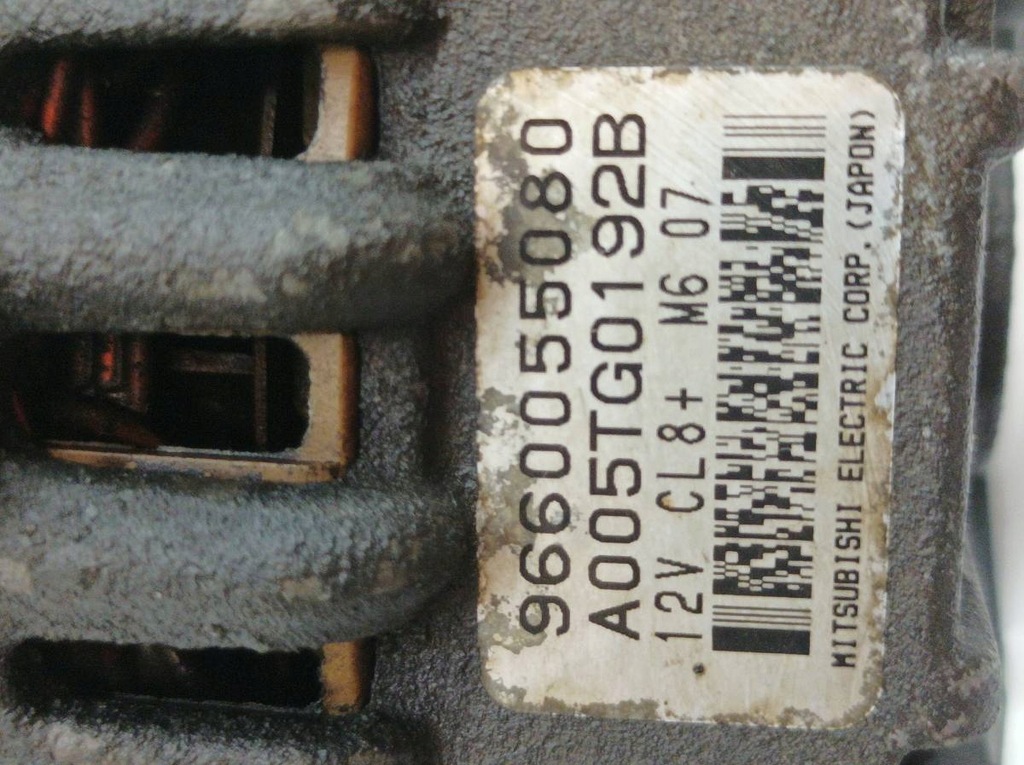 9660055080
A005TG0192B
12V CL8+ M6 07
MITSUBISHI ELECTRIC CORP.(JAPON)